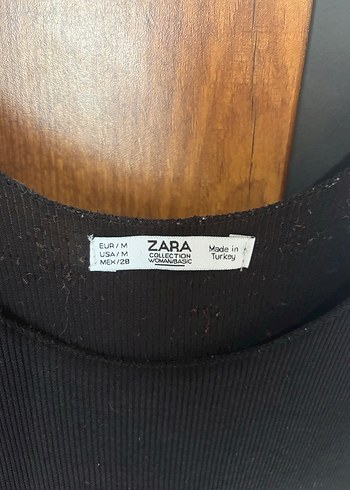 EUR/M
USA/M
MEX/28
ZARA
COLLECTION
WOMAN/BASIC
Made in
Turkey